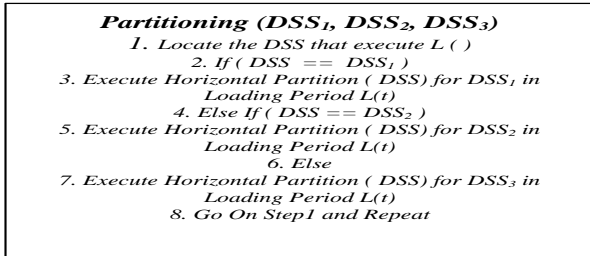 Partitioning (DSS₁, DSS₂, DSS₃)
1. Locate the DSS that execute L ( )
2. If ( DSS == DSS₁ )
3. Execute Horizontal Partition ( DSS) for DSS₁ in
Loading Period L(t)
4. Else If ( DSS == DSS₂ )
5. Execute Horizontal Partition ( DSS) for DSS₂ in
Loading Period L(t)
6. Else
7. Execute Horizontal Partition ( DSS) for DSS₃ in
Loading Period L(t)
8. Go On Step1 and Repeat